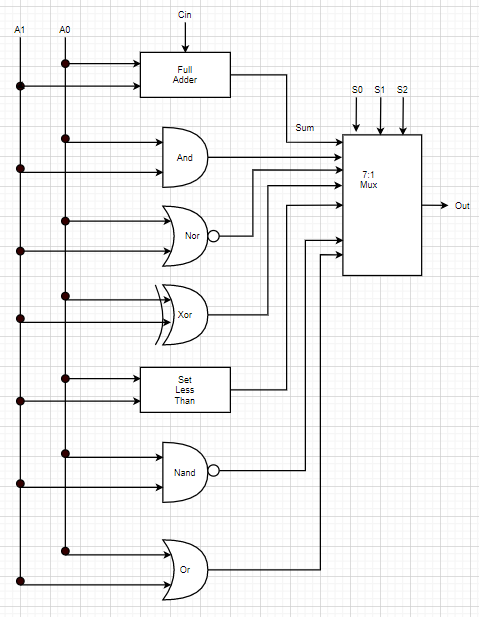 Cin
A1
A0
Full
Adder
S0
S1
S2
Sum
And
7:1
Mux
Out
Nor
Xor
Set
Less
Than
Nand
Or